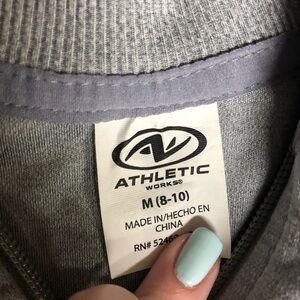 ATHLETIC
WORKS®
M (8-10)
MADE IN/HECHO EN
CHINA
RN#